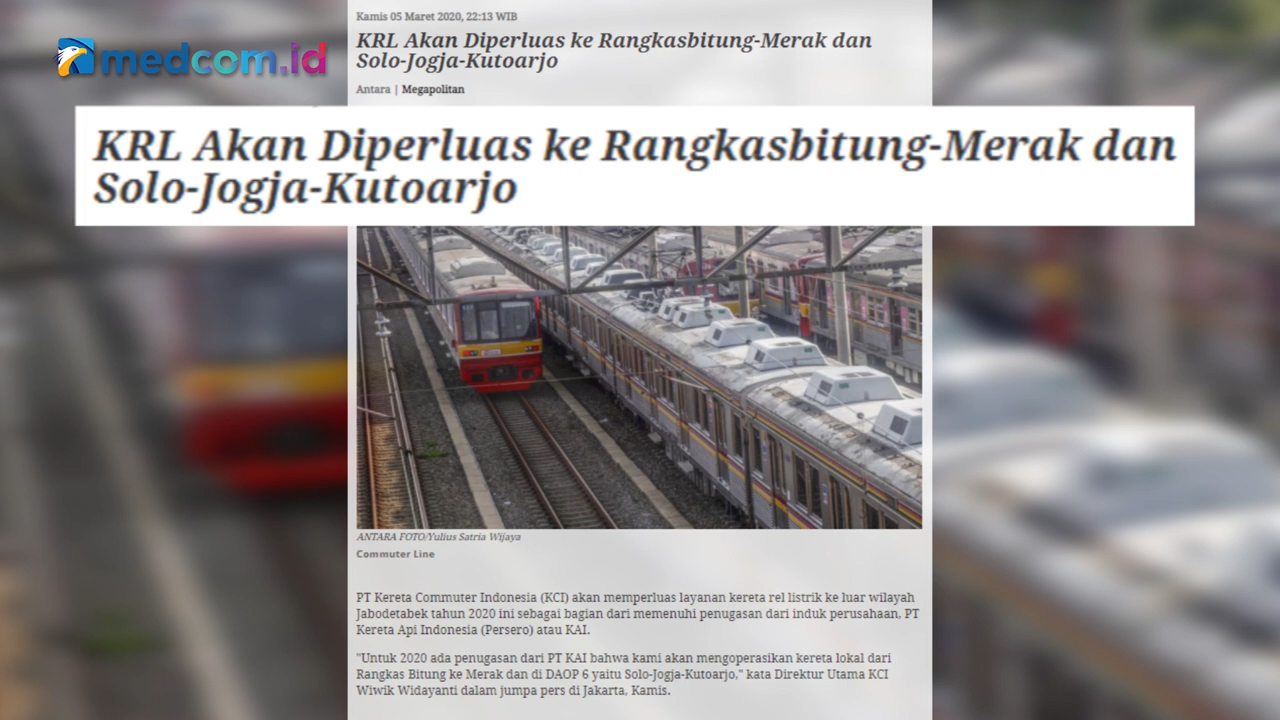 medcom.id
Kamis 05 Maret 2020, 22:13 WIB
KRL Akan Diperluas ke Rangkasbitung-Merak dan
Solo-Jogja-Kutoarjo
Antara | Megapolitan
KRL Akan Diperluas ke Rangkasbitung-Merak dan
Solo-Jogja-Kutoarjo
ANTARA FOTO/Yulius Satria Wijaya
Commuter Line
PT Kereta Commuter Indonesia (KCI) akan memperluas layanan kereta rel listrik ke luar wilayah
Jabodetabek tahun 2020 ini sebagai bagian dari memenuhi penugasan dari induk perusahaan, PT
Kereta Api Indonesia (Persero) atau KAI.
"Untuk 2020 ada penugasan dari PT KAI bahwa kami akan mengoperasikan kereta lokal dari
Rangkas Bitung ke Merak dan di DAOP 6 yaitu Solo-Jogja-Kutoarjo," kata Direktur Utama KCI
Wiwik Widayanti dalam jumpa pers di Jakarta, Kamis.